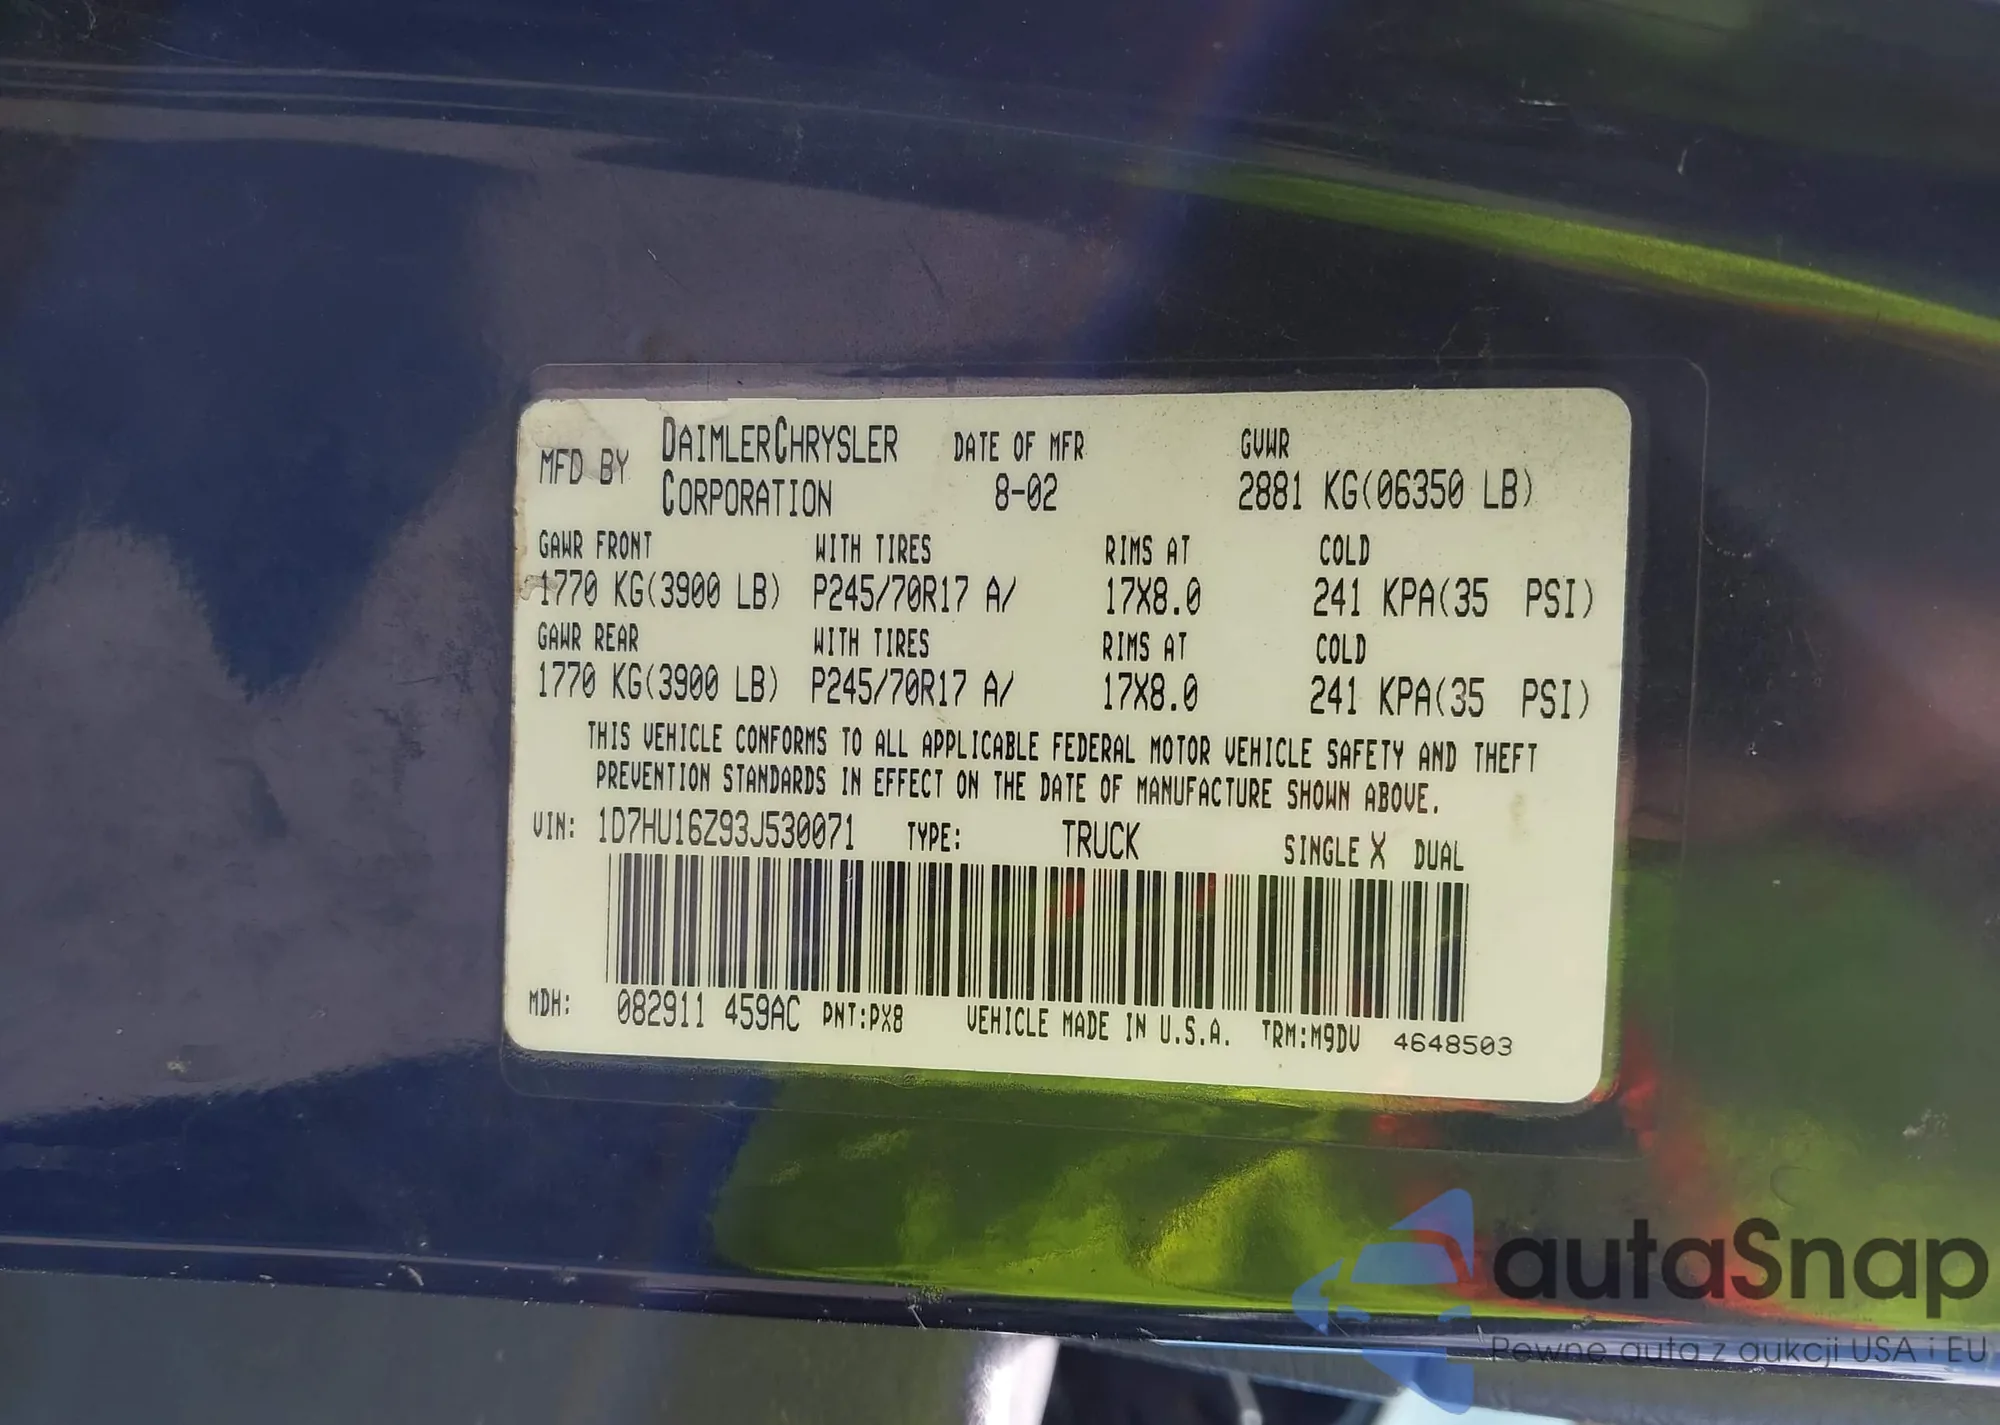 MFD BY DAIMLERCHRYSLER CORPORATION DATE OF MFR 8-02 GVWR 2881 KG(06350 LB)
GAWR FRONT WITH TIRES RIMS AT COLD
1770 KG(3900 LB) P245/70R17 A/ 17X8.0 241 KPA(35 PSI)
GAWR REAR WITH TIRES RIMS AT COLD
1770 KG(3900 LB) P245/70R17 A/ 17X8.0 241 KPA(35 PSI)
THIS VEHICLE CONFORMS TO ALL APPLICABLE FEDERAL MOTOR VEHICLE SAFETY AND THEFT
PREVENTION STANDARDS IN EFFECT ON THE DATE OF MANUFACTURE SHOWN ABOVE.
VIN: 1D7HU16Z93J530071 TYPE: TRUCK SINGLE X DUAL
MDH: 082911 459AC PNT:PX8 VEHICLE MADE IN U.S.A. TRM:M9DV 4648503
autaSnap
Pewne auta z aukcji USA i EU